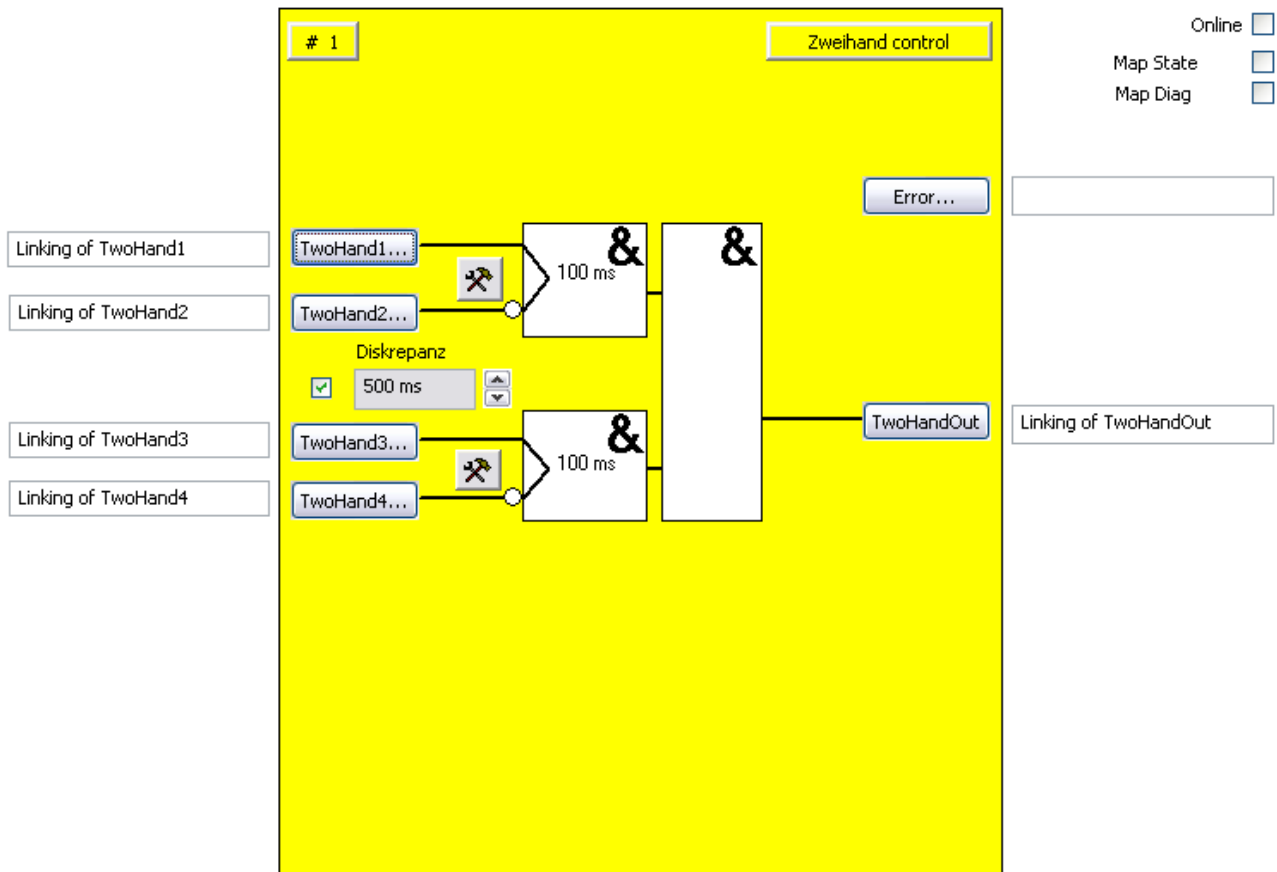 # 1
Zweihand control
Online
Map State
Map Diag
Error...
Linking of TwoHand1
TwoHand1...
&
&
100 ms
Linking of TwoHand2
TwoHand2...
Diskrepanz
500 ms
TwoHandOut
Linking of TwoHandOut
Linking of TwoHand3
TwoHand3...
&
100 ms
Linking of TwoHand4
TwoHand4...